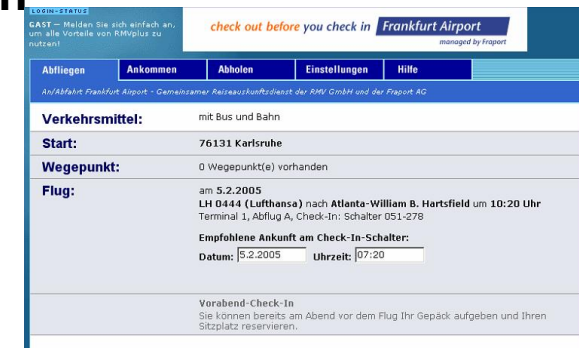 LOGIN-STATUS
GAST — Melden Sie sich einfach an,
um alle Vorteile von RMVplus zu
nutzen!
check out before you check in Frankfurt Airport
managed by Fraport
Abfliegen Ankommen Abholen Einstellungen Hilfe
An/Abfahrt Frankfurt Airport - Gemeinsamer Reiseauskunftsdienst der RMV GmbH und der Fraport AG
Verkehrsmittel: mit Bus und Bahn
Start: 76131 Karlsruhe
Wegepunkt: 0 Wegepunkt(e) vorhanden
Flug: am 5.2.2005
LH 0444 (Lufthansa) nach Atlanta-William B. Hartsfield um 10:20 Uhr
Terminal 1, Abflug A, Check-In: Schalter 051-278
Empfohlene Ankunft am Check-In-Schalter:
Datum: 5.2.2005 Uhrzeit: 07:20
Vorabend-Check-In
Sie können bereits am Abend vor dem Flug Ihr Gepäck aufgeben und Ihren
Sitzplatz reservieren.